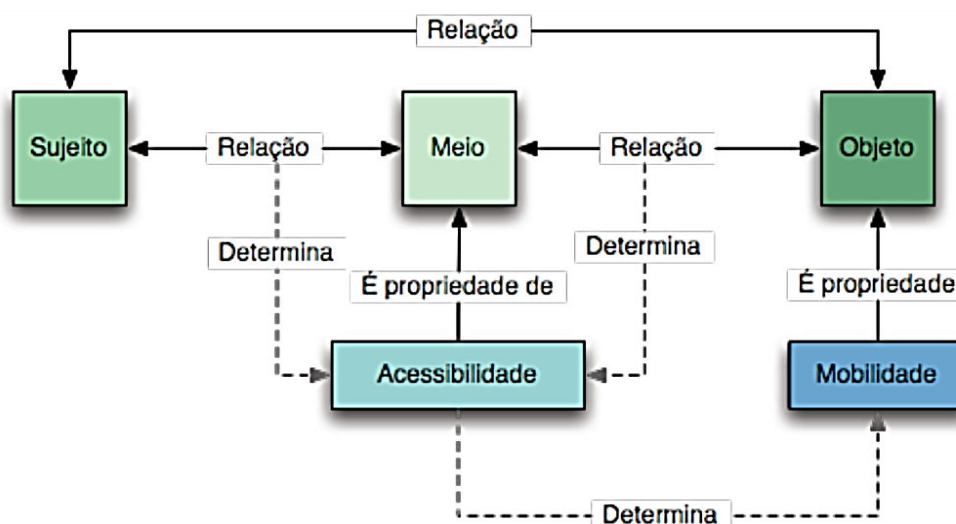 Relação
Sujeito
Relação
Meio
Relação
Objeto
Determina
Determina
É propriedade de
É propriedade
Acessibilidade
Mobilidade
Determina